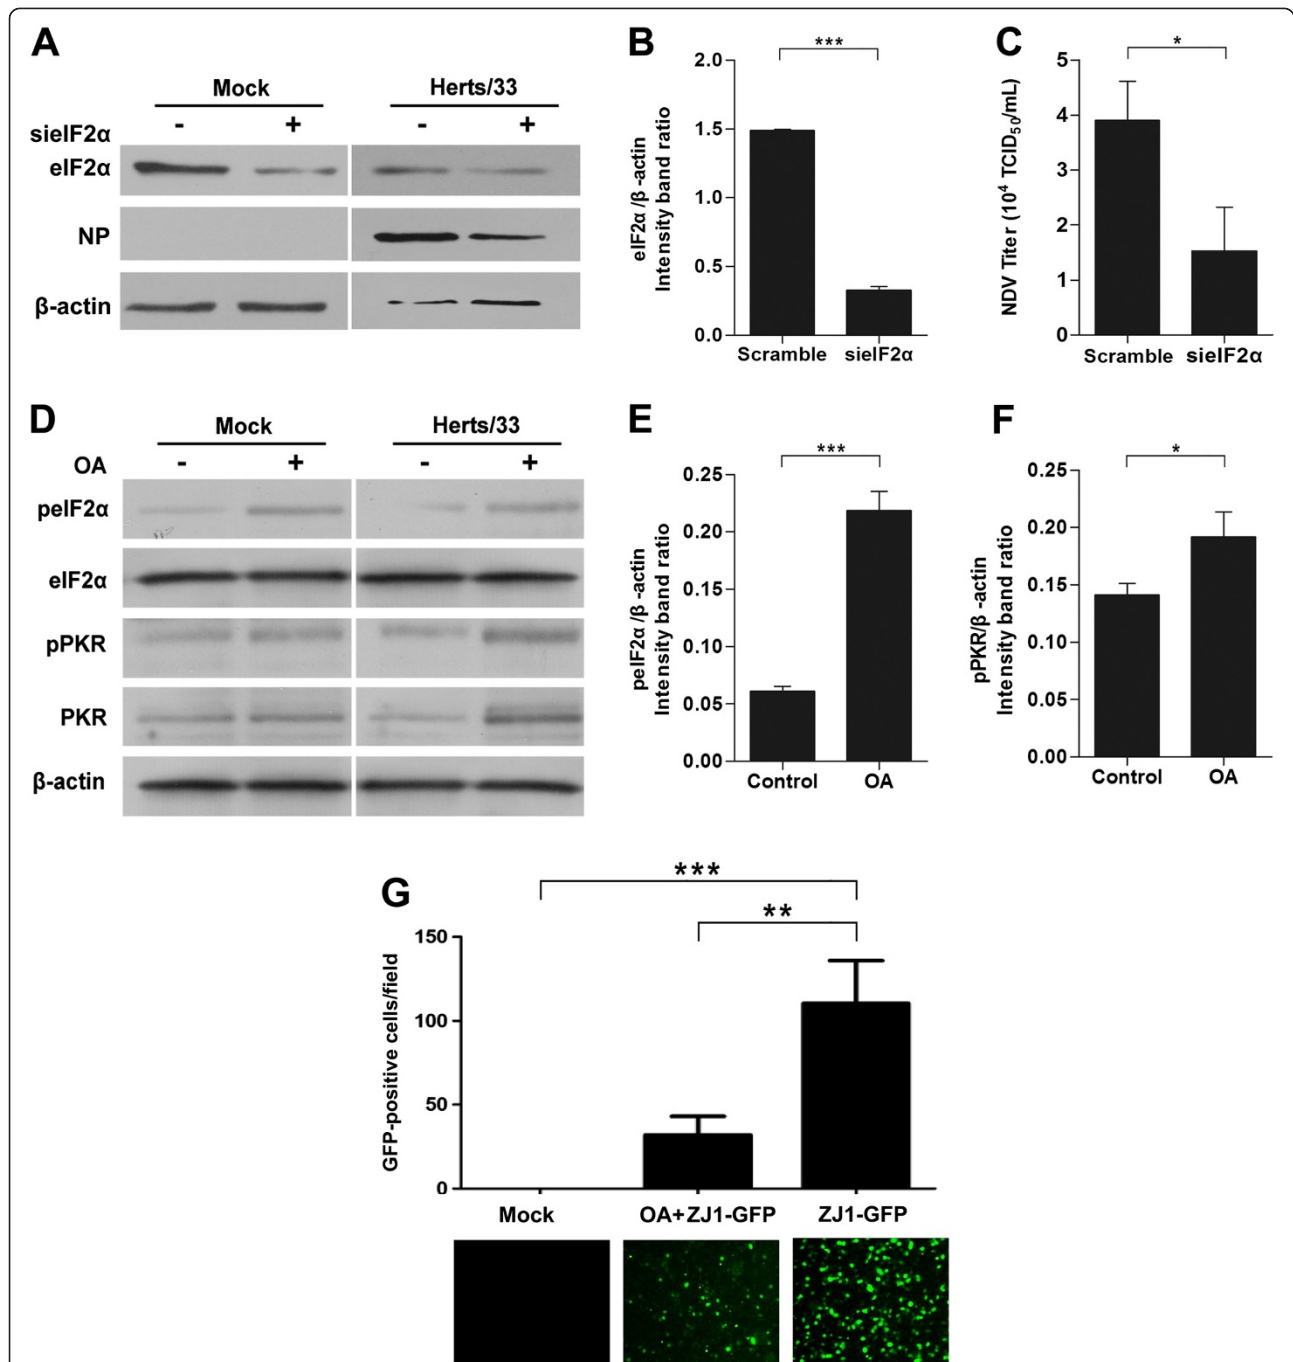 A
Mock
Herts/33
sieIF2α
-
+
-
+
eIF2α
NP
β-actin
B
***
eIF2α/β -actin
Intensity band ratio
2.0
1.5
1.0
0.5
0.0
Scramble
sieIF2α
C
*
NDV Titer (10⁴ TCID₅₀/mL)
5
4
3
2
1
0
Scramble
sieIF2α
D
Mock
Herts/33
OA
-
+
-
+
peIF2α
eIF2α
pPKR
PKR
β-actin
E
***
peIF2α/β -actin
Intensity band ratio
0.25
0.20
0.15
0.10
0.05
0.00
Control
OA
F
*
pPKR/β -actin
Intensity band ratio
0.25
0.20
0.15
0.10
0.05
0.00
Control
OA
G
***
**
GFP-positive cells/field
150
100
50
0
Mock
OA+ZJ1-GFP
ZJ1-GFP